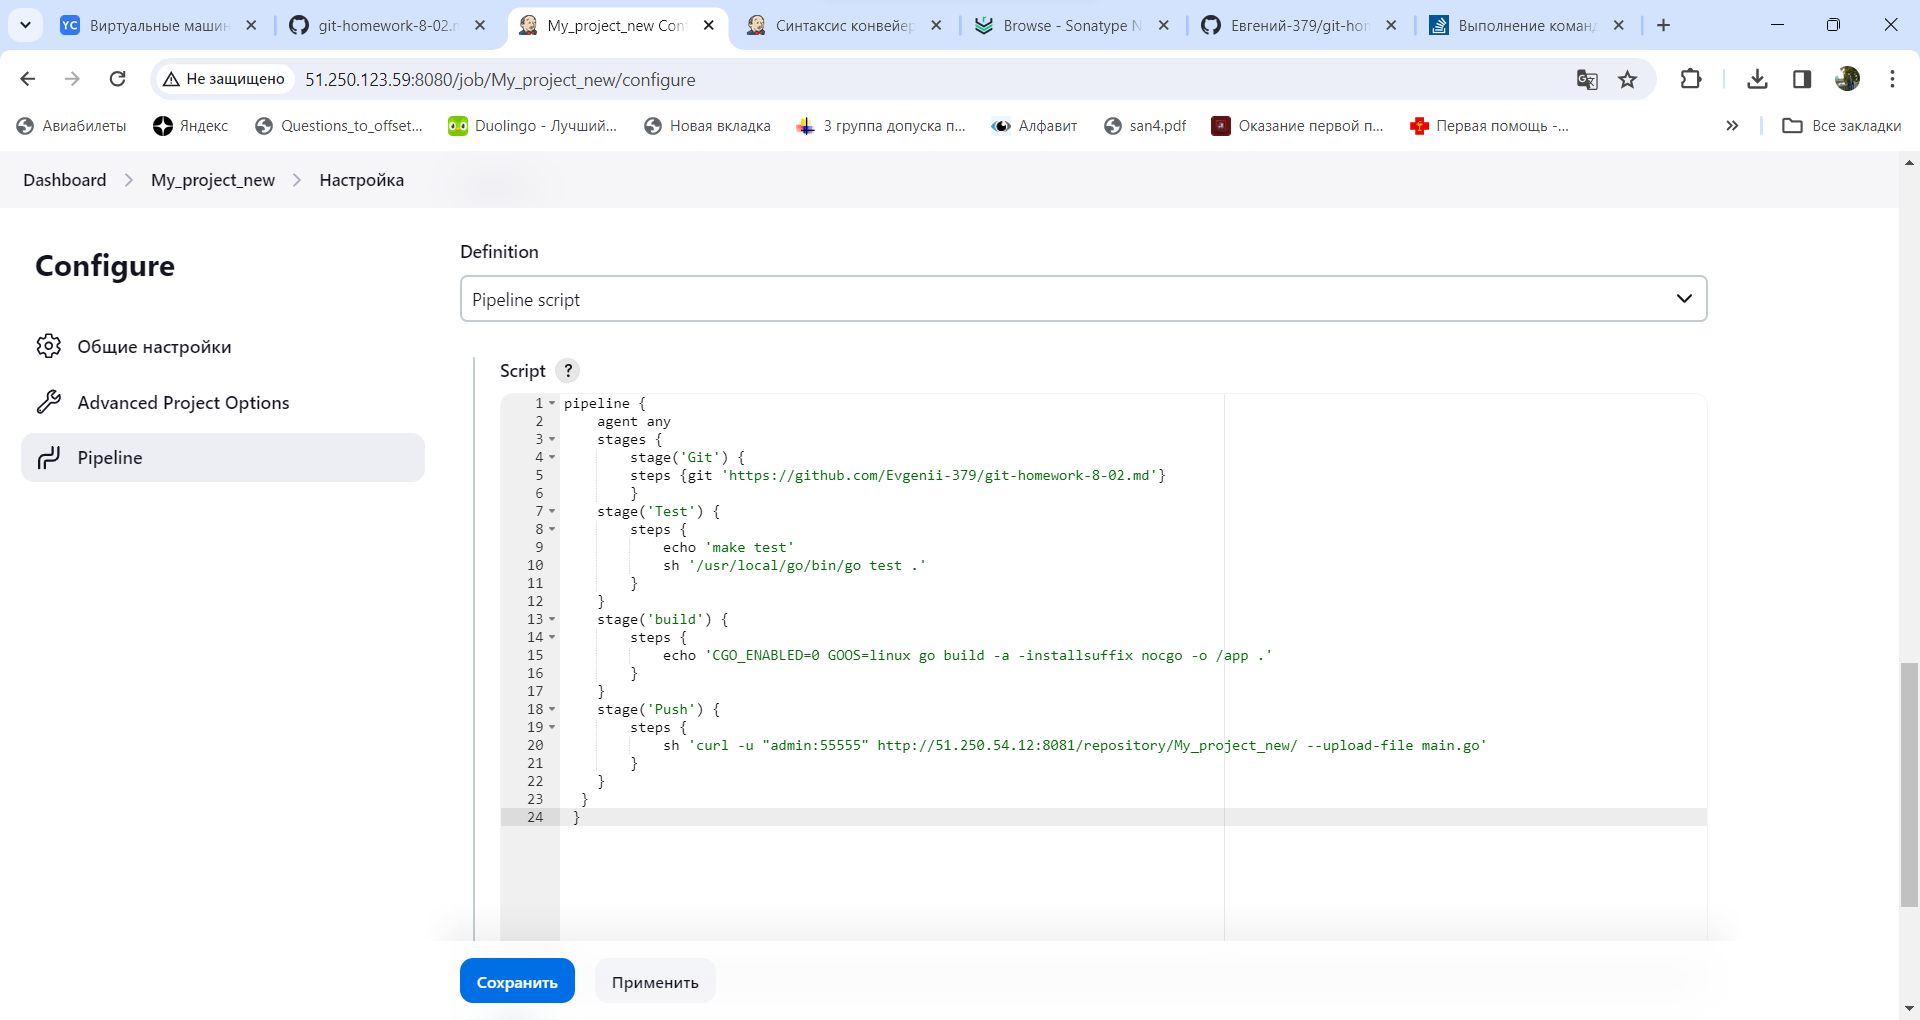 Виртуальные машин
git-homework-8-02.m
My_project_new Conf
Синтаксис конвейер
Browse - Sonatype N
Евгений-379/git-hom
Выполнение команд
Не защищено
51.250.123.59:8080/job/My_project_new/configure
Авиабилеты
Яндекс
Questions_to_offset...
Duolingo - Лучший...
Новая вкладка
3 группа допуска п...
Алфавит
san4.pdf
Оказание первой п...
Первая помощь -...
»
Все закладки
Dashboard > My_project_new > Настройка
Configure
Общие настройки
Advanced Project Options
Pipeline
Definition
Pipeline script
Script ?
1 pipeline {
2 agent any
3 stages {
4 stage('Git') {
5 steps {git 'https://github.com/Evgenii-379/git-homework-8-02.md'}
6 }
7 stage('Test') {
8 steps {
9 echo 'make test'
10 sh '/usr/local/go/bin/go test .'
11 }
12 }
13 stage('build') {
14 steps {
15 echo 'CGO_ENABLED=0 GOOS=linux go build -a -installsuffix nocgo -o /app .'
16 }
17 }
18 stage('Push') {
19 steps {
20 sh 'curl -u "admin:55555" http://51.250.54.12:8081/repository/My_project_new/ --upload-file main.go'
21 }
22 }
23 }
24 }
Сохранить
Применить